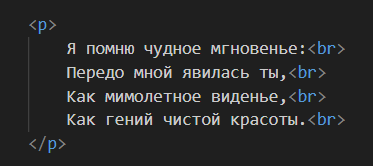 <p>
Я помню чудное мгновенье:<br>
Передо мной явилась ты,<br>
Как мимолетное виденье,<br>
Как гений чистой красоты.<br>
</p>